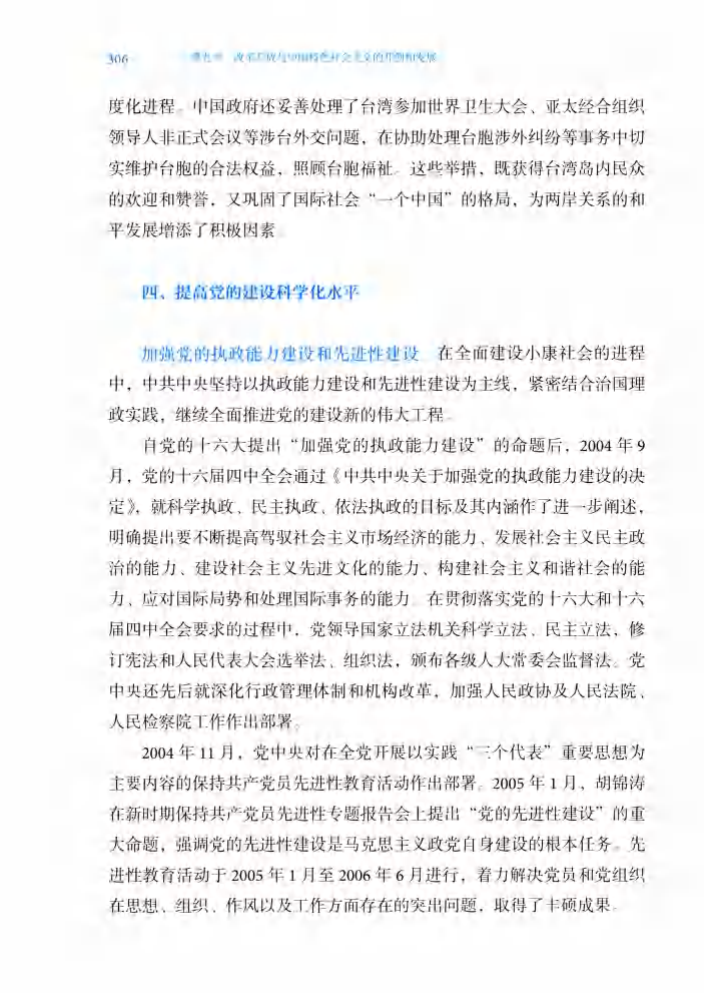 306 第九章 改革开放与中国特色社会主义的开创和发展
度化进程。中国政府还妥善处理了台湾参加世界卫生大会、亚太经合组织
领导人非正式会议等涉台外交问题，在协助处理台胞涉外纠纷等事务中切
实维护台胞的合法权益，照顾台胞福祉。这些举措，既获得台湾岛内民众
的欢迎和赞誉，又巩固了国际社会“一个中国”的格局，为两岸关系的和
平发展增添了积极因素
四、提高党的建设科学化水平
加强党的执政能力建设和先进性建设 在全面建设小康社会的进程
中，中共中央坚持以执政能力建设和先进性建设为主线，紧密结合治国理
政实践，继续全面推进党的建设新的伟大工程。
自党的十六大提出“加强党的执政能力建设”的命题后，2004 年 9
月，党的十六届四中全会通过《中共中央关于加强党的执政能力建设的决
定》，就科学执政、民主执政、依法执政的目标及其内涵作了进一步阐述，
明确提出要不断提高驾驭社会主义市场经济的能力、发展社会主义民主政
治的能力、建设社会主义先进文化的能力、构建社会主义和谐社会的能
力、应对国际局势和处理国际事务的能力。在贯彻落实党的十六大和十六
届四中全会要求的过程中，党领导国家立法机关科学立法、民主立法，修
订宪法和人民代表大会选举法、组织法，颁布各级人大常委会监督法。党
中央还先后就深化行政管理体制和机构改革，加强人民政协及人民法院、
人民检察院工作作出部署。
2004 年 11 月，党中央对在全党开展以实践“三个代表”重要思想为
主要内容的保持共产党员先进性教育活动作出部署。2005 年 1 月，胡锦涛
在新时期保持共产党员先进性专题报告会上提出“党的先进性建设”的重
大命题，强调党的先进性建设是马克思主义政党自身建设的根本任务。先
进性教育活动于 2005 年 1 月至 2006 年 6 月进行，着力解决党员和党组织
在思想、组织、作风以及工作方面存在的突出问题，取得了丰硕成果。